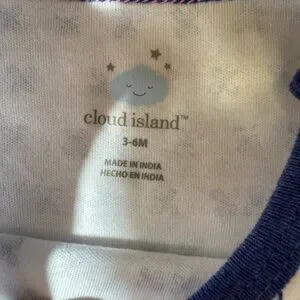 cloud island™
3-6M
MADE IN INDIA
HECHO EN INDIA